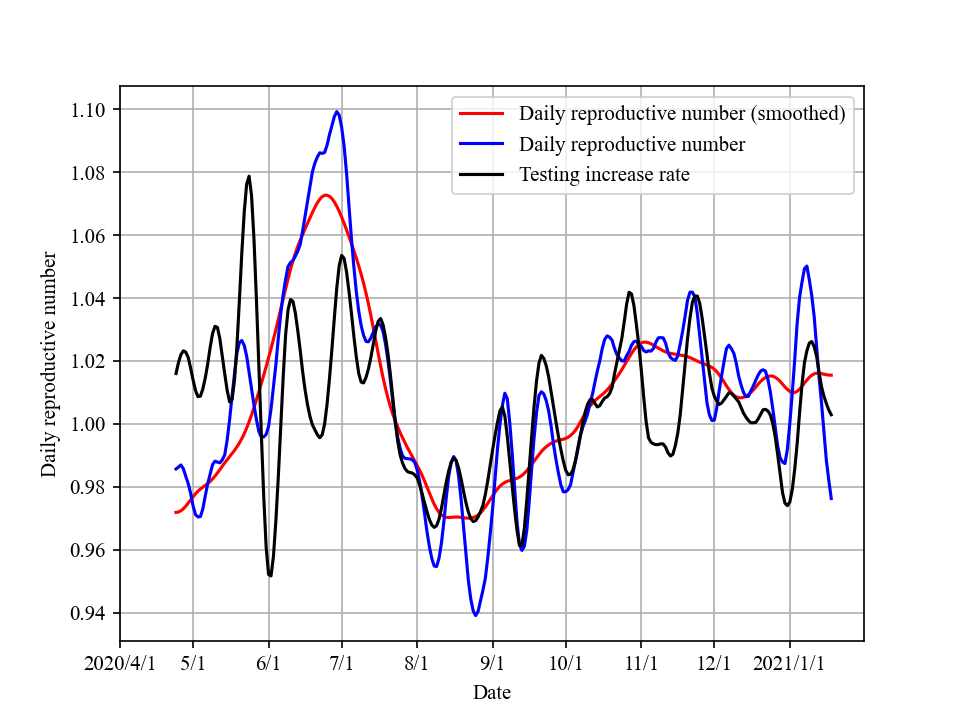 Daily reproductive number (smoothed)
Daily reproductive number
Testing increase rate
Daily reproductive number
1.10
1.08
1.06
1.04
1.02
1.00
0.98
0.96
0.94
2020/4/1 5/1 6/1 7/1 8/1 9/1 10/1 11/1 12/1 2021/1/1
Date